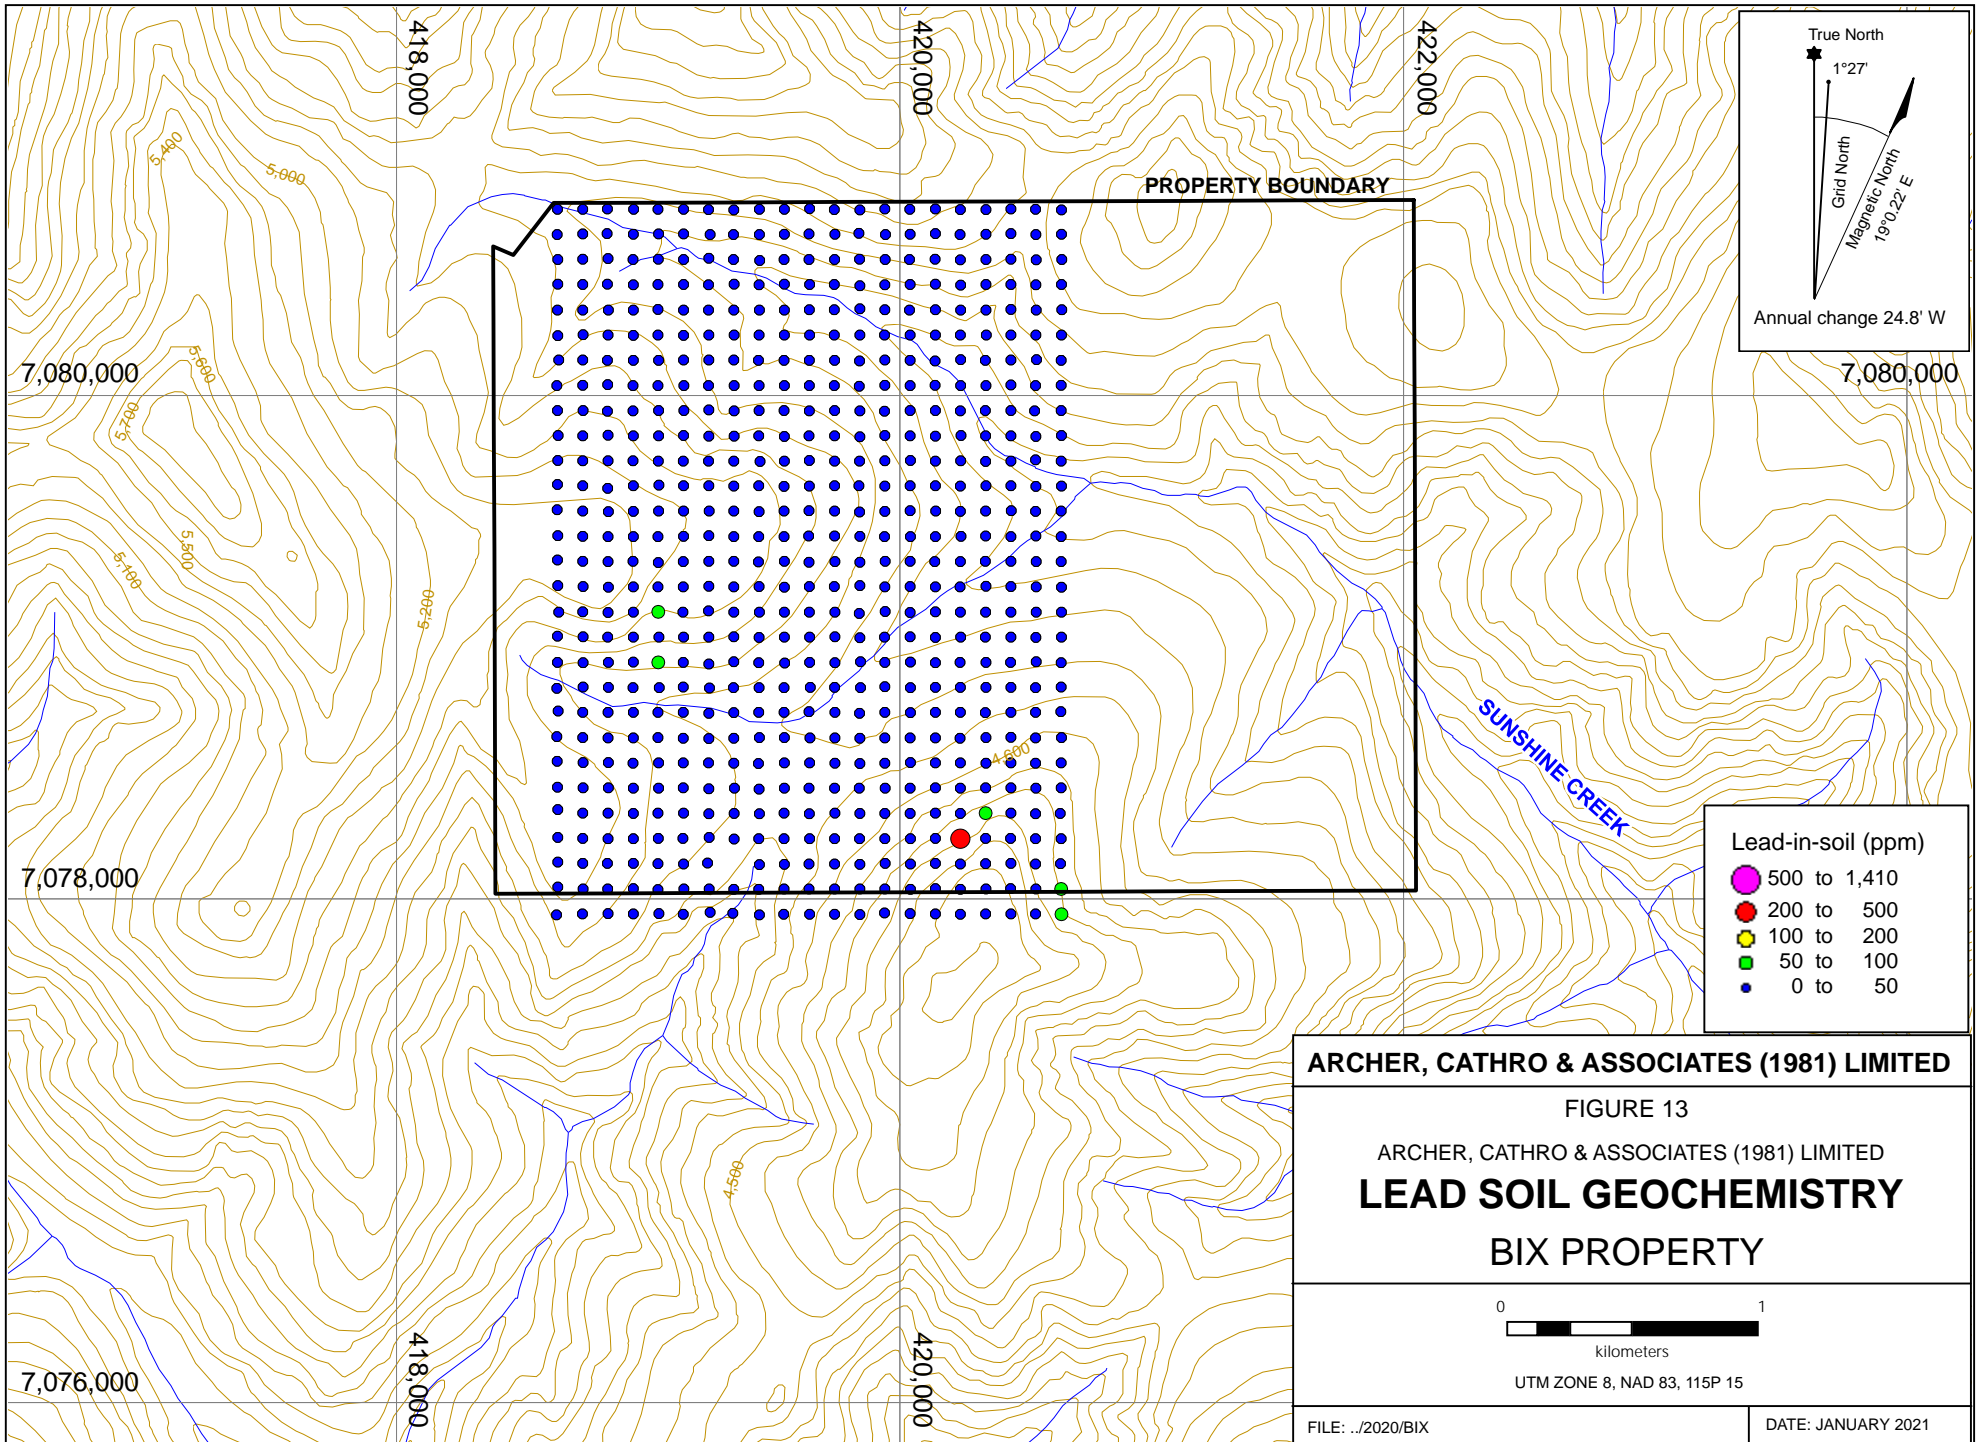 418,000
420,000
422,000
True North
1°27'
Grid North
Magnetic North
19°0.22' E
Annual change 24.8' W
5,400
5,000
PROPERTY BOUNDARY
5,600
7,080,000
7,080,000
5,700
5,500
5,100
5,200
SUNSHINE CREEK
4,600
7,078,000
Lead-in-soil (ppm)
500 to 1,410
200 to 500
100 to 200
50 to 100
0 to 50
ARCHER, CATHRO & ASSOCIATES (1981) LIMITED
FIGURE 13
ARCHER, CATHRO & ASSOCIATES (1981) LIMITED
LEAD SOIL GEOCHEMISTRY
BIX PROPERTY
4,500
0 1
kilometers
UTM ZONE 8, NAD 83, 115P 15
7,076,000
418,000
420,000
FILE: ../2020/BIX
DATE: JANUARY 2021